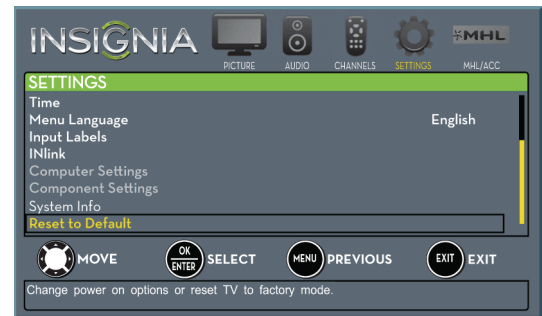 INSIGNIA
MHL
PICTURE AUDIO CHANNELS SETTINGS MHL/ACC
SETTINGS
Time
Menu Language English
Input Labels
INlink
Computer Settings
Component Settings
System Info
Reset to Default
MOVE OK ENTER SELECT MENU PREVIOUS EXIT EXIT
Change power on options or reset TV to factory mode.